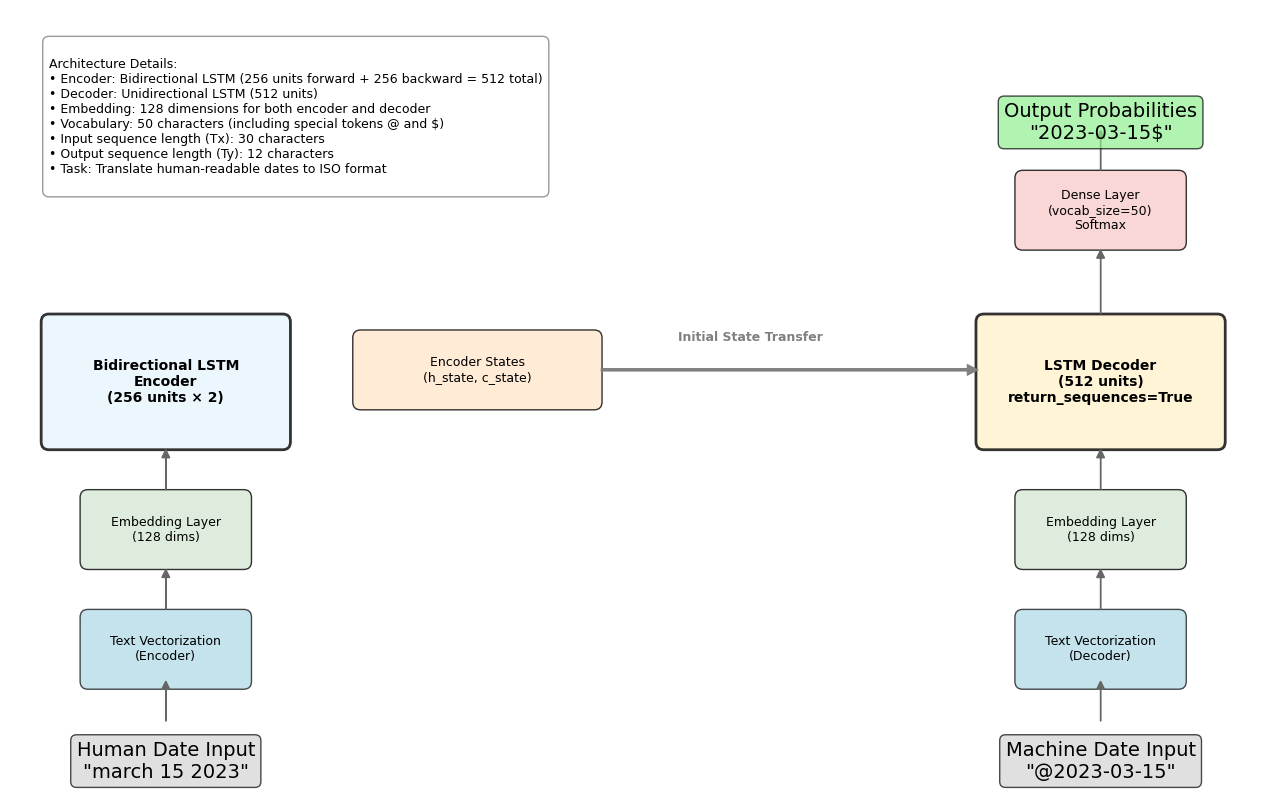 Architecture Details:
• Encoder: Bidirectional LSTM (256 units forward + 256 backward = 512 total)
• Decoder: Unidirectional LSTM (512 units)
• Embedding: 128 dimensions for both encoder and decoder
• Vocabulary: 50 characters (including special tokens @ and $)
• Input sequence length (Tx): 30 characters
• Output sequence length (Ty): 12 characters
• Task: Translate human-readable dates to ISO format
Output Probabilities
"2023-03-15$"
Dense Layer
(vocab_size=50)
Softmax
Bidirectional LSTM
Encoder
(256 units × 2)
Encoder States
(h_state, c_state)
Initial State Transfer
LSTM Decoder
(512 units)
return_sequences=True
Embedding Layer
(128 dims)
Embedding Layer
(128 dims)
Text Vectorization
(Encoder)
Text Vectorization
(Decoder)
Human Date Input
"march 15 2023"
Machine Date Input
"@2023-03-15"